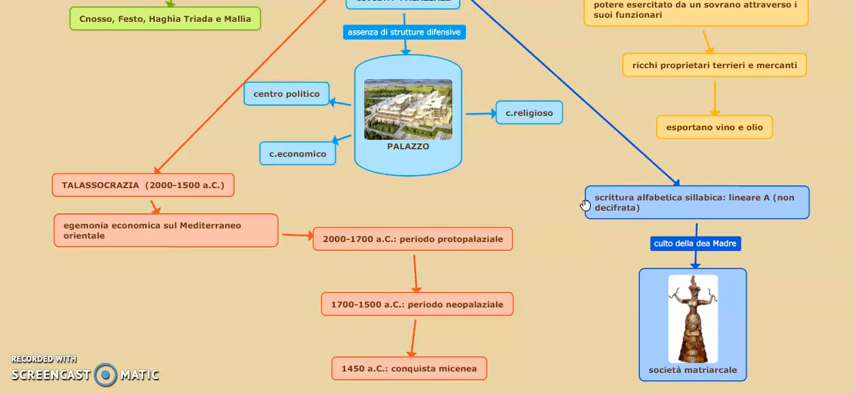 potere esercitato da un sovrano attraverso i
suoi funzionari
Cnosso, Festo, Haghia Triada e Mallia
assenza di strutture difensive
ricchi proprietari terrieri e mercanti
centro politico
c.religioso
esportano vino e olio
PALAZZO
c.economico
TALASSOCRAZIA (2000-1500 a.C.)
scrittura alfabetica sillabica: lineare A (non
decifrata)
egemonia economica sul Mediterraneo
orientale
2000-1700 a.C.: periodo protopalaziale
culto della dea Madre
1700-1500 a.C.: periodo neopalaziale
1450 a.C.: conquista micenea
società matriarcale
RECORDED WITH
SCREENCAST MATIC